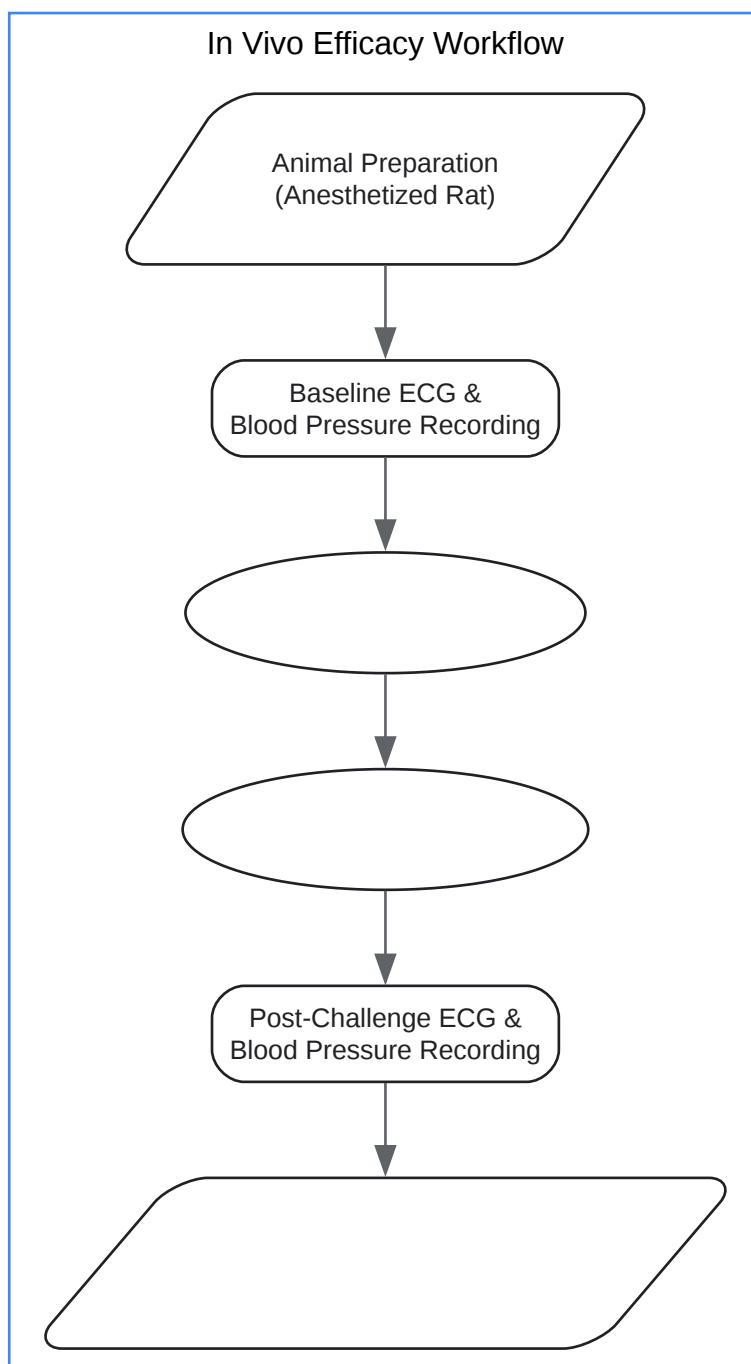 In Vivo Efficacy Workflow
Animal Preparation
(Anesthetized Rat)
Baseline ECG &
Blood Pressure Recording
Post-Challenge ECG &
Blood Pressure Recording